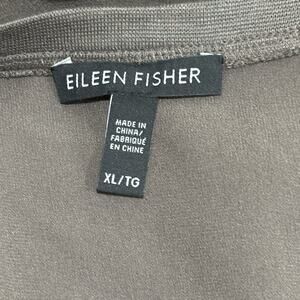 EILEEN FISHER
MADE IN
CHINA/
FABRIQUÉ
EN CHINE
XL/TG